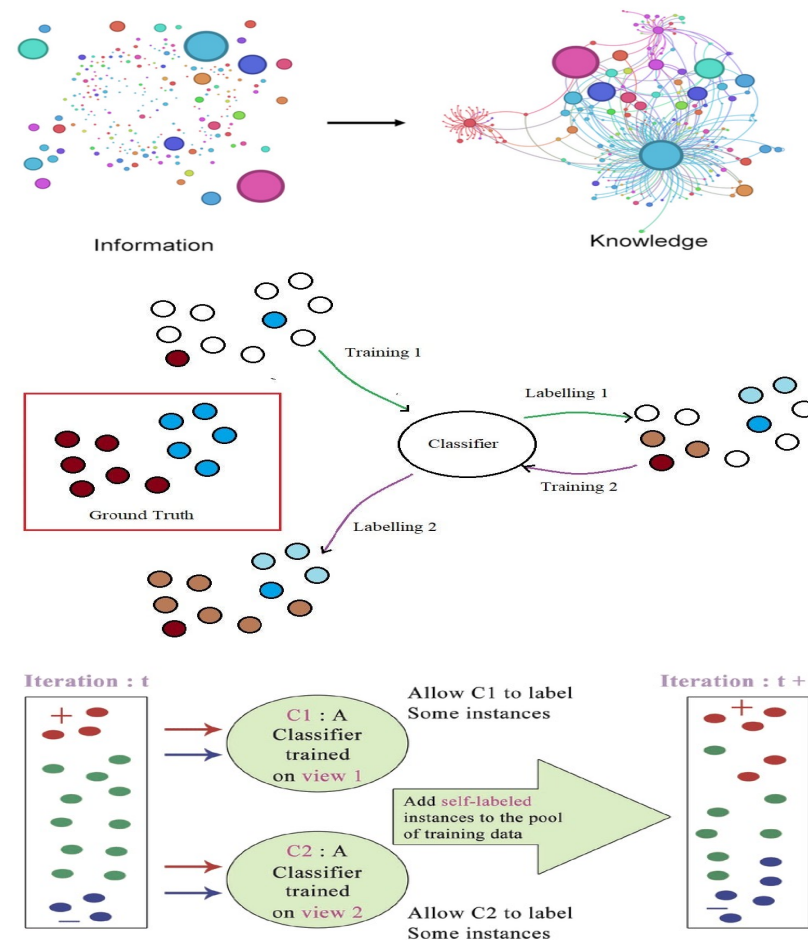 Information
Knowledge
Training 1
Labelling 1
Classifier
Training 2
Ground Truth
Labelling 2
Iteration : t
Iteration : t +
+
C1 : A
Classifier
trained
on view 1
Allow C1 to label
Some instances
+
Add self-labeled
instances to the pool
of training data
C2 : A
Classifier
trained
on view 2
Allow C2 to label
Some instances
–
–